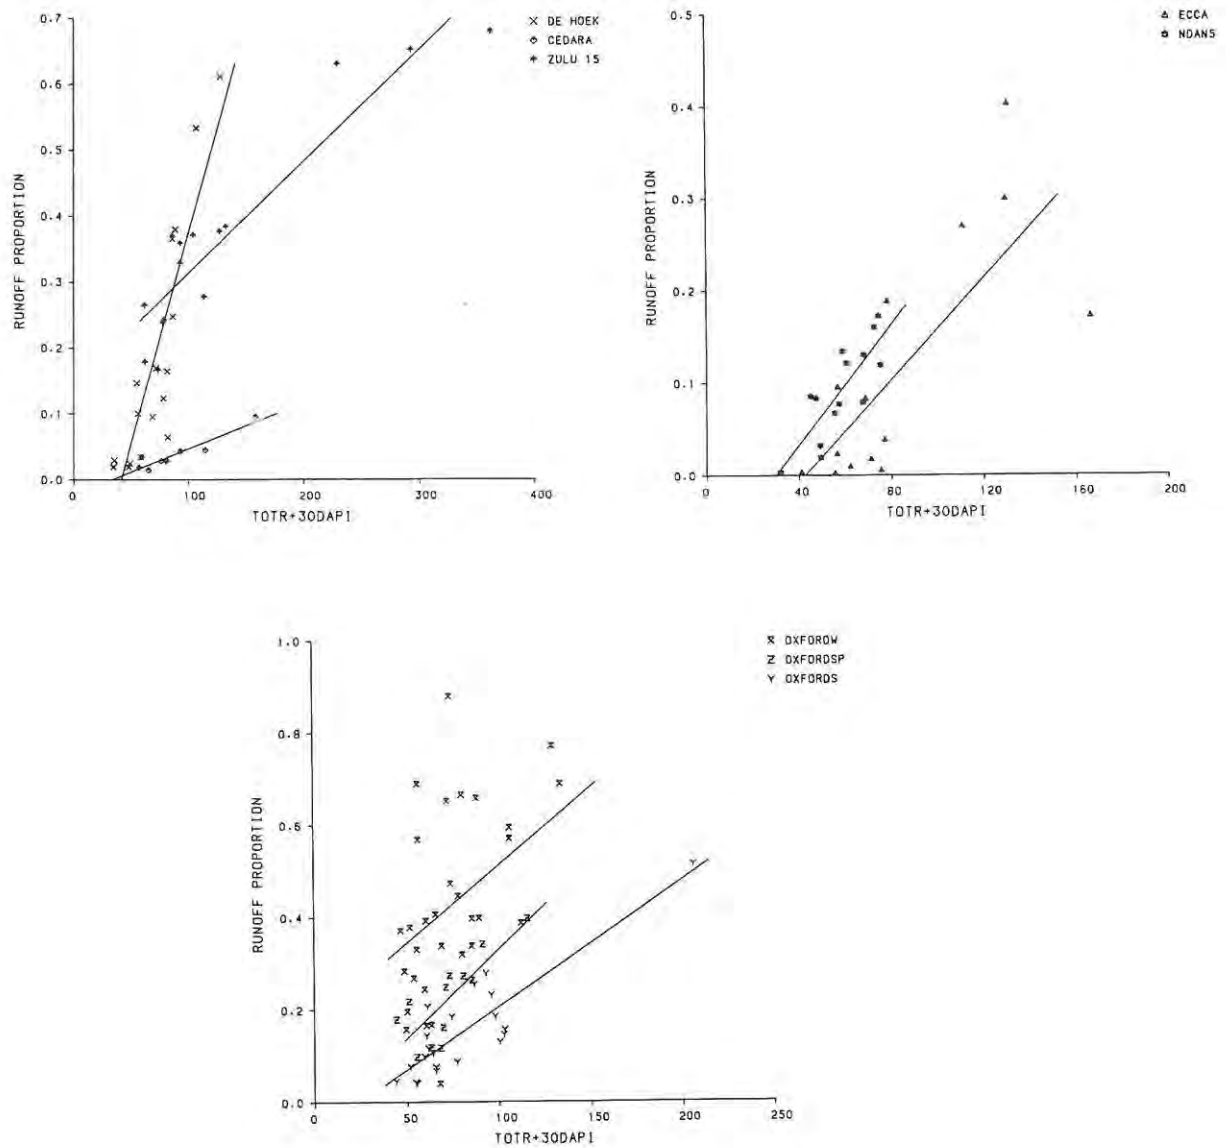 0.7
0.6
0.5
0.4
0.3
0.2
0.1
0.0
RUNOFF PROPORTION
0
100
200
300
400
TOTR+30DAPI
DE HOEK
CEDARA
ZULU 15
0.5
0.4
0.3
0.2
0.1
0.0
RUNOFF PROPORTION
0
40
80
120
160
200
TOTR+30DAPI
ECCA
NDANS
1.0
0.8
0.6
0.4
0.2
0.0
RUNOFF PROPORTION
0
50
100
150
200
250
TOTR+30DAPI
OXFORDW
OXFORDSP
OXFORDS